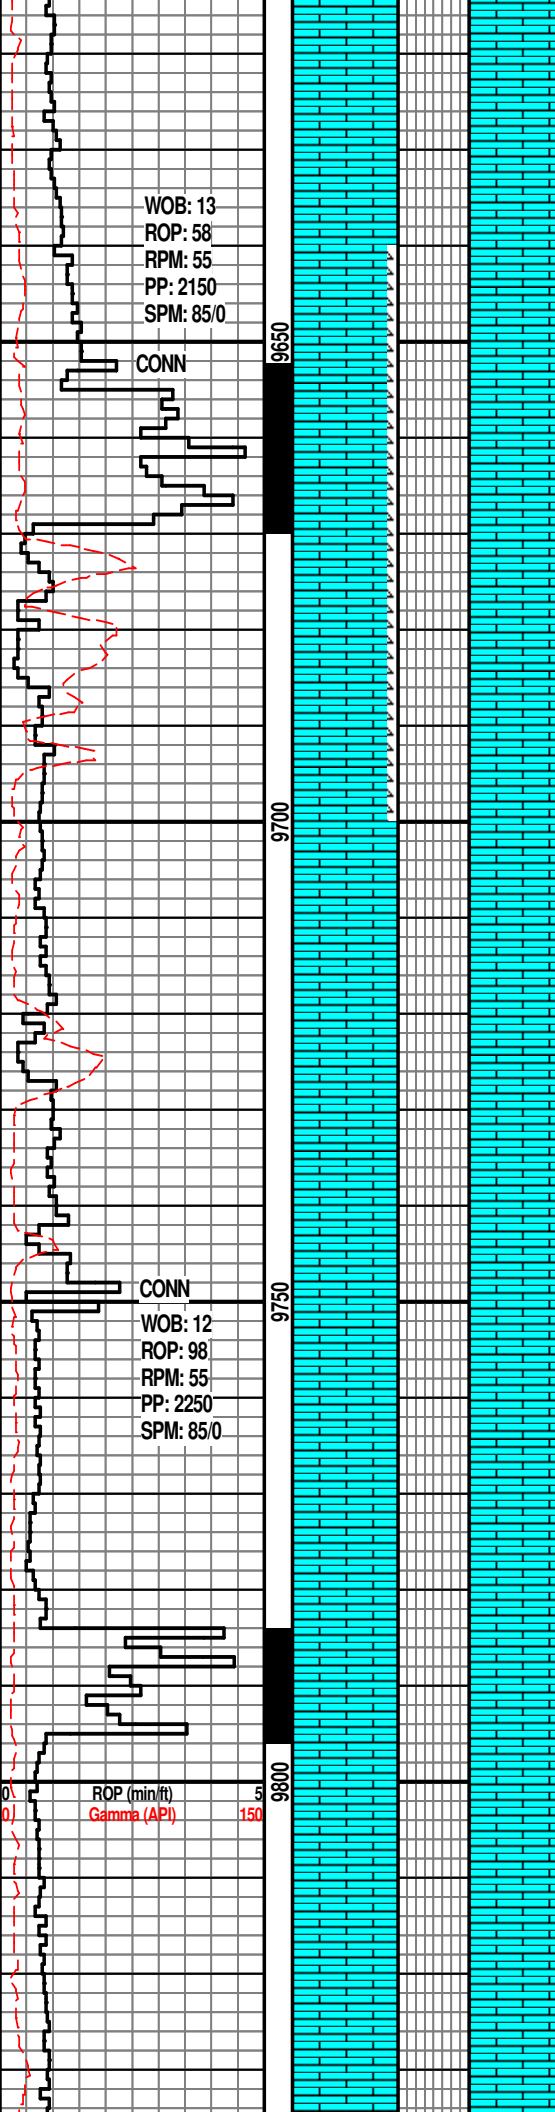 WOB: 13
ROP: 58
RPM: 55
PP: 2150
SPM: 85/0
9650
CONN
9700
CONN
9750
WOB: 12
ROP: 98
RPM: 55
PP: 2250
SPM: 85/0
9800
0 ROP (min/ft) 5
0 Gamma (API) 150